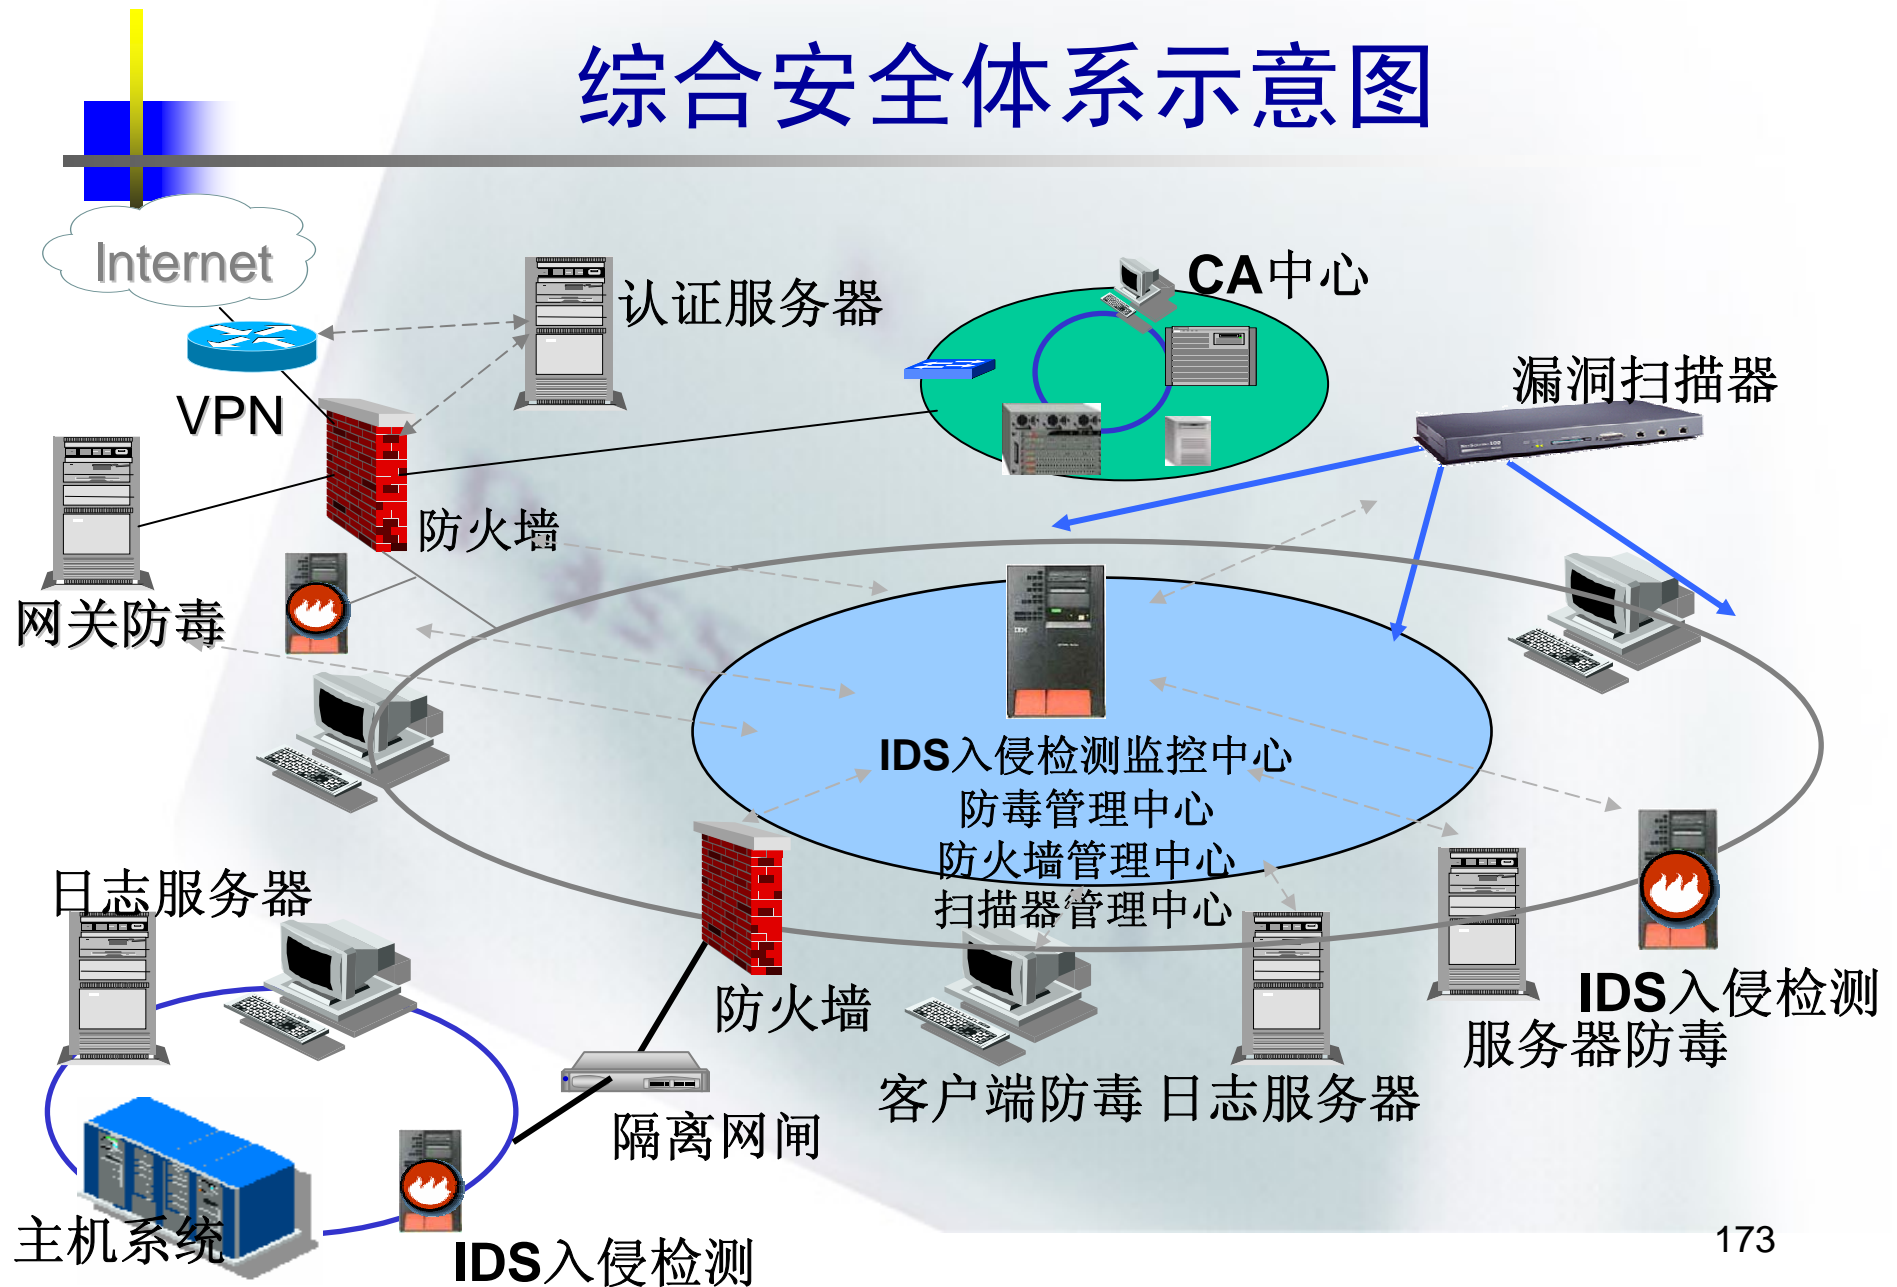 综合安全体系示意图
Internet
认证服务器
CA中心
漏洞扫描器
VPN
防火墙
网关防毒
IDS入侵检测监控中心
防毒管理中心
防火墙管理中心
扫描器管理中心
日志服务器
防火墙
IDS入侵检测
服务器防毒
客户端防毒
日志服务器
隔离网闸
主机系统
IDS入侵检测
173